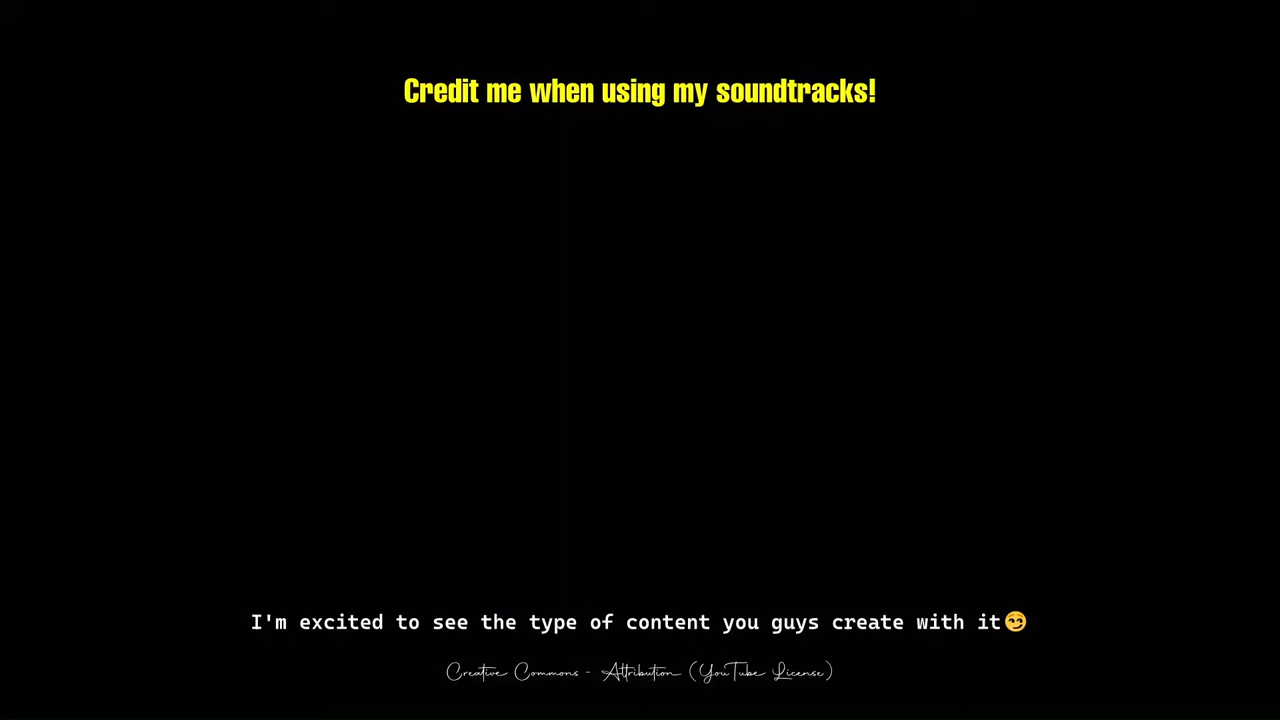 Credit me when using my soundtracks!
I'm excited to see the type of content you guys create with it😏
Creative Commons - Attribution (YouTube License)